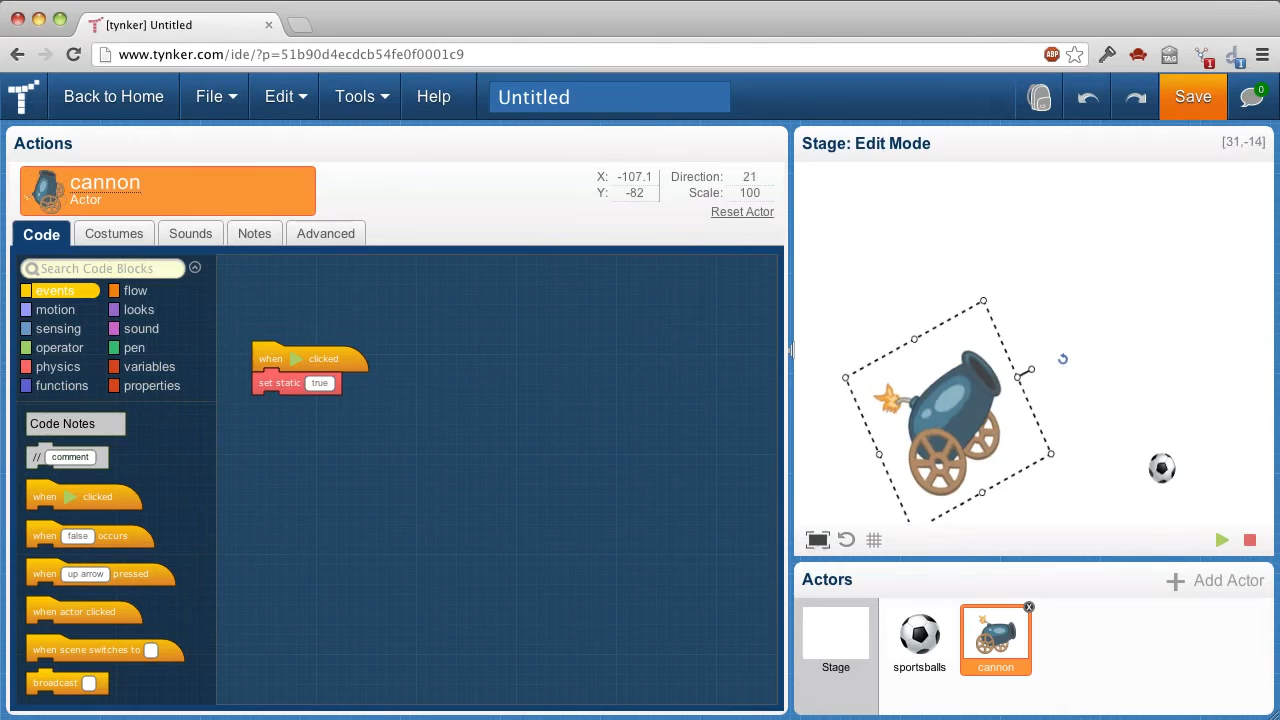 [tynker] Untitled
www.tynker.com/ide/?p=51b90d4ecdcb54fe0f0001c9
ABP
TAG
1
1
Back to Home
File
Edit
Tools
Help
Untitled
Save
0
Actions
cannon
Actor
X: -107.1
Y: -82
Direction: 21
Scale: 100
Reset Actor
Code
Costumes
Sounds
Notes
Advanced
Search Code Blocks
events
flow
motion
looks
sensing
sound
operator
pen
physics
variables
functions
properties
Code Notes
// comment
when clicked
when false occurs
when up arrow pressed
when actor clicked
when scene switches to
broadcast
when clicked
set static true
Stage: Edit Mode
[31,-14]
Actors
Add Actor
Stage
sportsballs
X
cannon